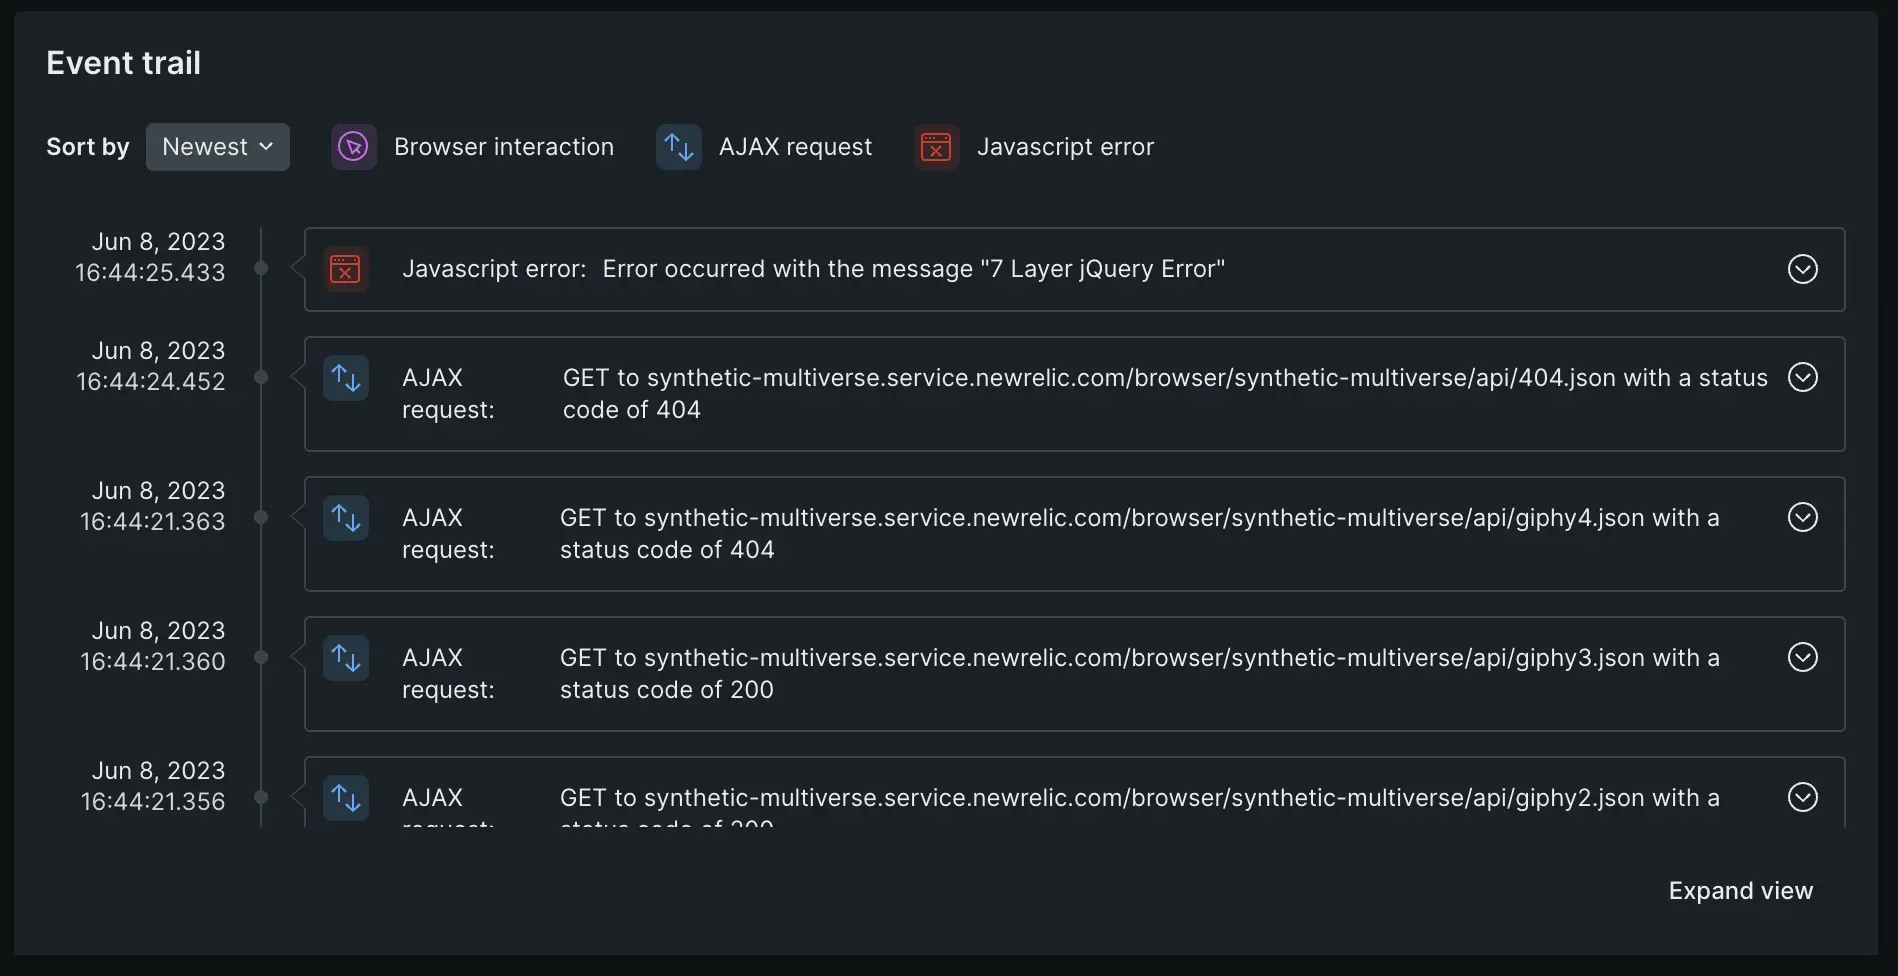 Event trail
Sort by Newest Browser interaction AJAX request Javascript error
Jun 8, 2023
16:44:25.433
Javascript error: Error occurred with the message "7 Layer jQuery Error"
Jun 8, 2023
16:44:24.452
AJAX request:
GET to synthetic-multiverse.service.newrelic.com/browser/synthetic-multiverse/api/404.json with a status
code of 404
Jun 8, 2023
16:44:21.363
AJAX request:
GET to synthetic-multiverse.service.newrelic.com/browser/synthetic-multiverse/api/giphy4.json with a
status code of 404
Jun 8, 2023
16:44:21.360
AJAX request:
GET to synthetic-multiverse.service.newrelic.com/browser/synthetic-multiverse/api/giphy3.json with a
status code of 200
Jun 8, 2023
16:44:21.356
AJAX request:
GET to synthetic-multiverse.service.newrelic.com/browser/synthetic-multiverse/api/giphy2.json with a
status code of 200
Expand view